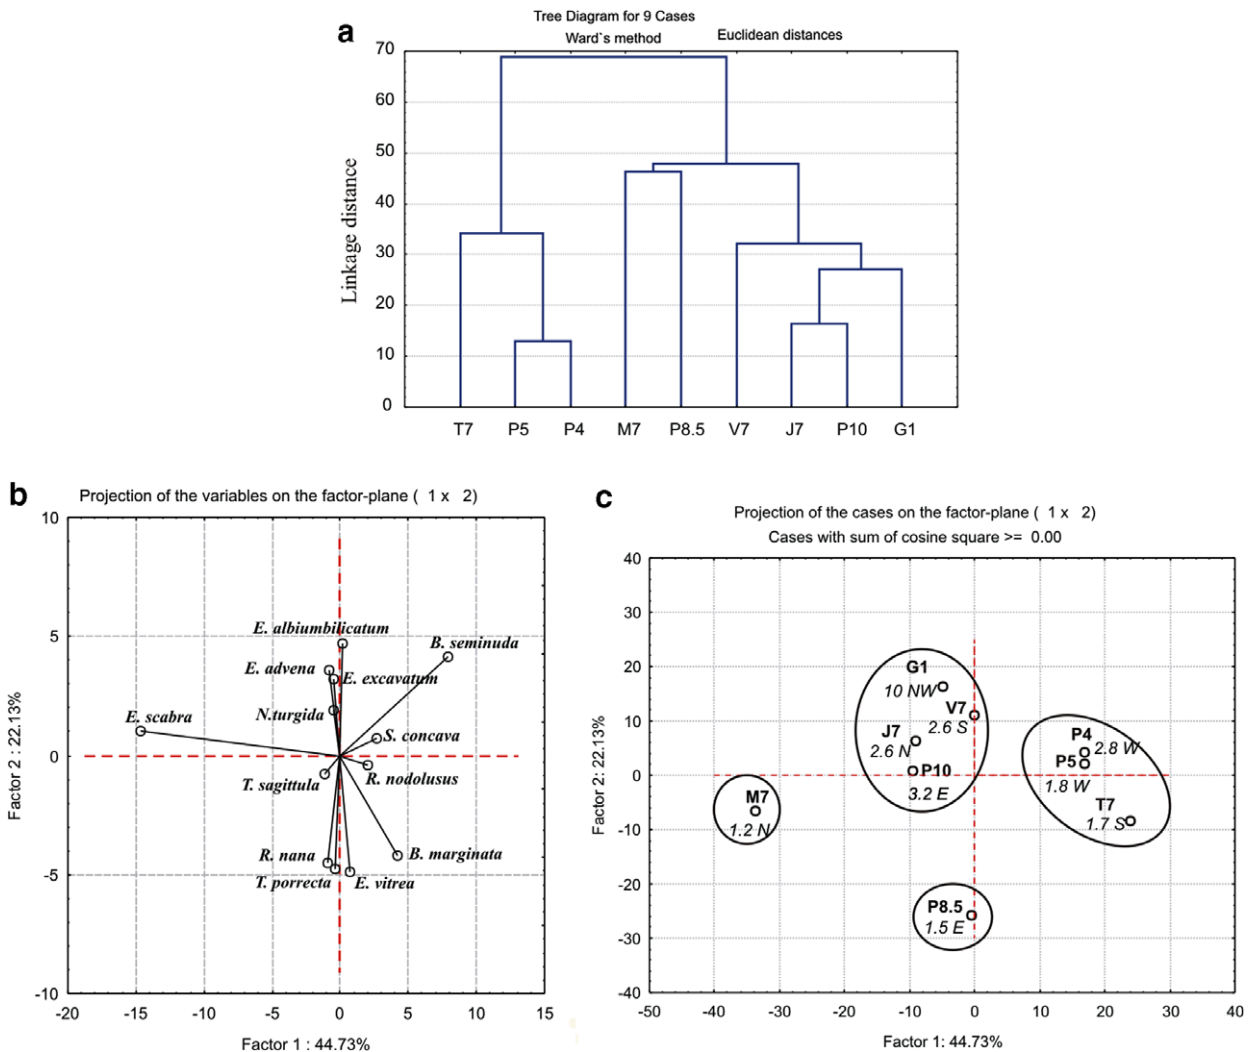 a
Tree Diagram for 9 Cases
Ward`s method
Euclidean distances
Linkage distance
70
60
50
40
30
20
10
0
T7 P5 P4 M7 P8.5 V7 J7 P10 G1
b
Projection of the variables on the factor-plane ( 1 x 2)
Factor 2 : 22.13%
10
5
0
-5
-10
E. albiumbilicatum
B. seminuda
E. advena
E. excavatum
N.turgida
E. scabra
S. concava
T. sagittula
R. nodolusus
R. nana
B. marginata
T. porrecta
E. vitrea
-20 -15 -10 -5 0 5 10 15
Factor 1 : 44.73%
c
Projection of the cases on the factor-plane ( 1 x 2)
Cases with sum of cosine square >= 0.00
Factor 2: 22.13%
40
30
20
10
0
-10
-20
-30
-40
G1
10 NW
V7
2.6 S
J7
2.6 N
P10
3.2 E
P4
2.8 W
P5
1.8 W
T7
1.7 S
M7
1.2 N
P8.5
1.5 E
-50 -40 -30 -20 -10 0 10 20 30 40
Factor 1: 44.73%